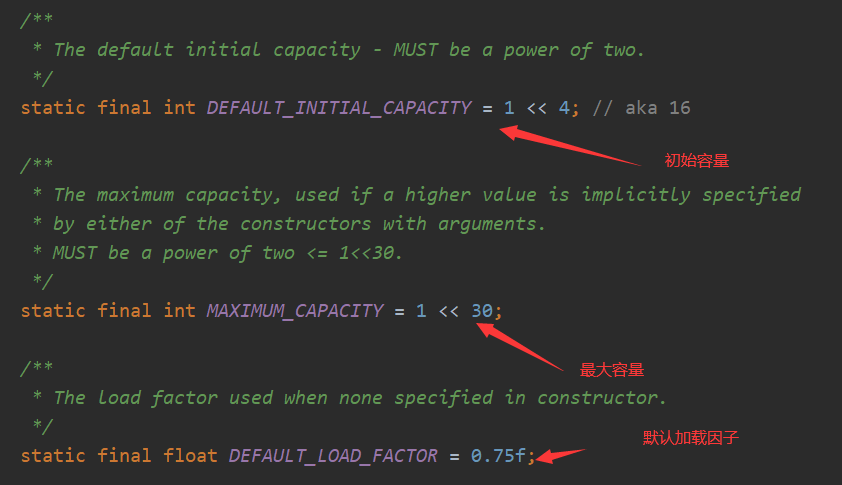 /**
* The default initial capacity - MUST be a power of two.
*/
static final int DEFAULT_INITIAL_CAPACITY = 1 << 4; // aka 16
初始容量
/**
* The maximum capacity, used if a higher value is implicitly specified
* by either of the constructors with arguments.
* MUST be a power of two <= 1<<30.
*/
static final int MAXIMUM_CAPACITY = 1 << 30;
最大容量
/**
* The load factor used when none specified in constructor.
*/
默认加载因子
static final float DEFAULT_LOAD_FACTOR = 0.75f;